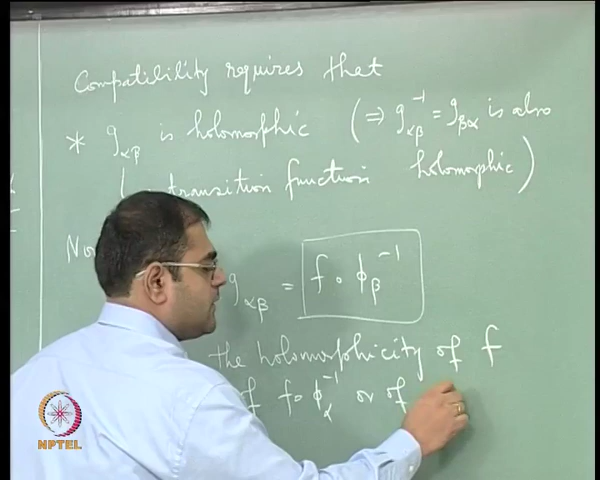 Compatibility requires that
* g_αβ is holomorphic (⇒ g_αβ^-1 = g_βα is also
( transition function holomorphic )
g_αβ = f ∘ φ_β^-1
the holomorphicity of f
of f∘φ_α^-1 or of
NPTEL